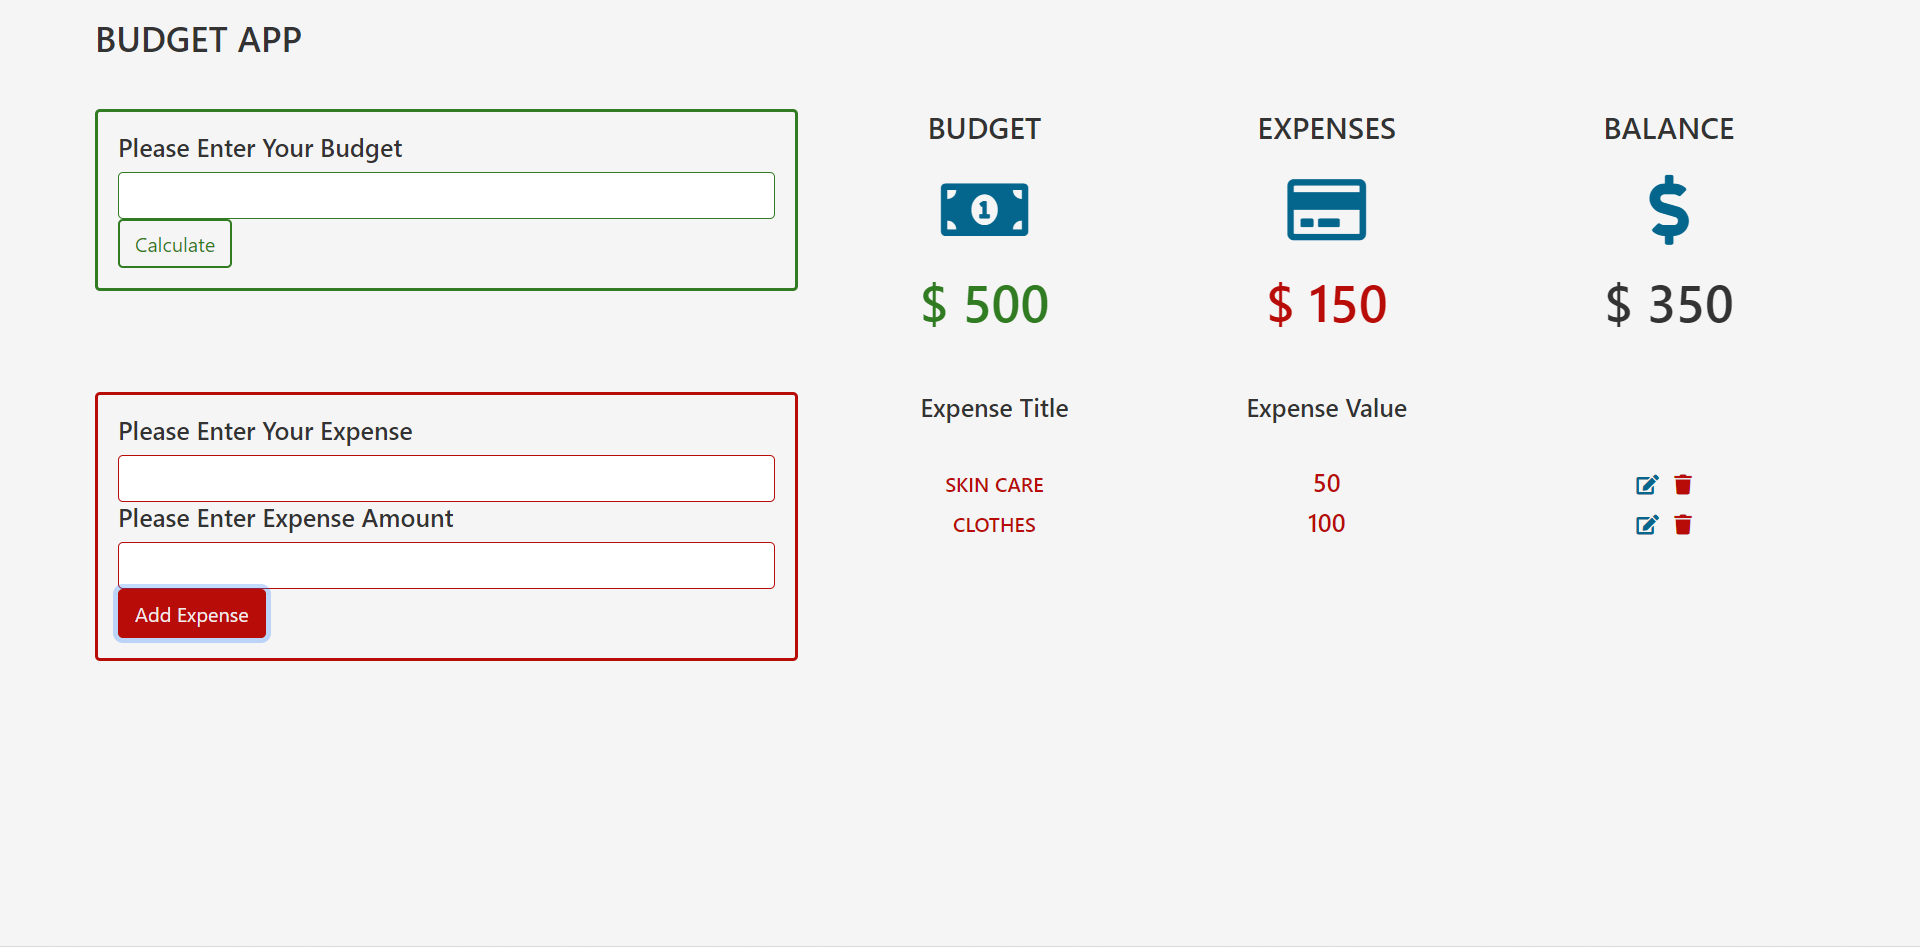 BUDGET APP
Please Enter Your Budget
Calculate
BUDGET EXPENSES BALANCE
1
$ 500 $ 150 $ 350
Please Enter Your Expense
Please Enter Expense Amount
Add Expense
Expense Title Expense Value
SKIN CARE 50
CLOTHES 100